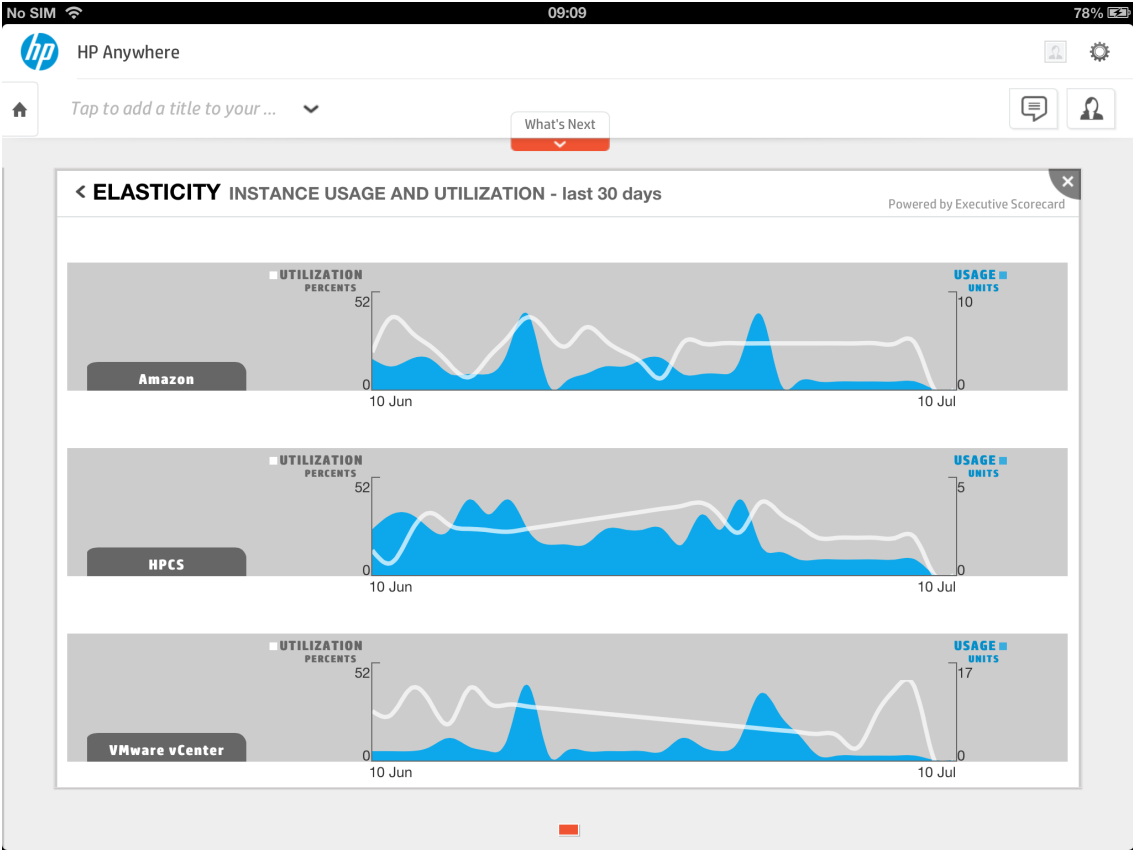 No SIM 09:09 78%
hp HP Anywhere
Tap to add a title to your ...
What's Next
< ELASTICITY INSTANCE USAGE AND UTILIZATION - last 30 days
Powered by Executive Scorecard
UTILIZATION USAGE
PERCENTS UNITS
52 10
Amazon 0 0
10 Jun 10 Jul
UTILIZATION USAGE
PERCENTS UNITS
52 5
HPCS 0 0
10 Jun 10 Jul
UTILIZATION USAGE
PERCENTS UNITS
52 17
VMware vCenter 0 0
10 Jun 10 Jul